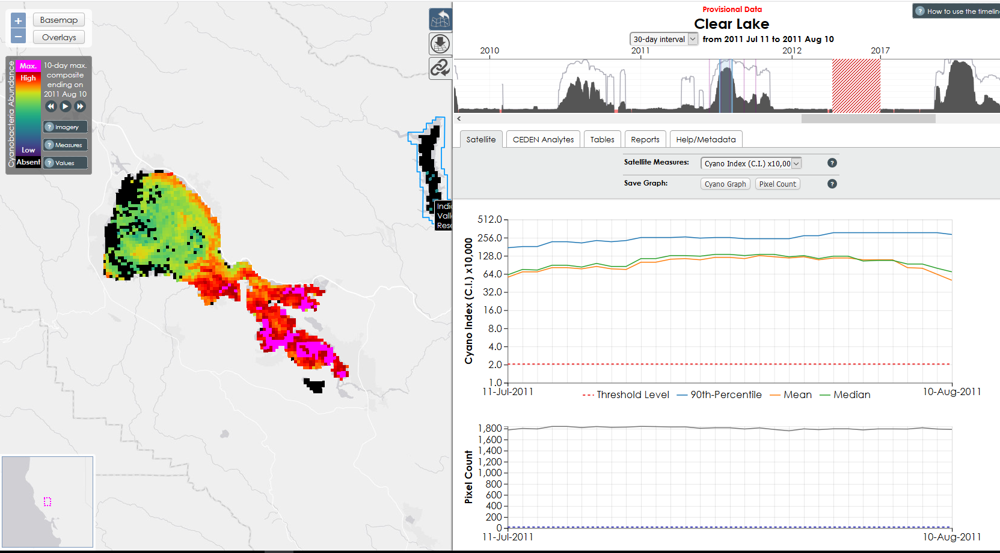 +
−
Basemap
Overlays
Cyanobacteria Abundance
Max.
High
Low
Absent
10-day max.
composite
ending on
2011 Aug 10
? Imagery
? Measures
? Values
Provisional Data
Clear Lake
30-day interval from 2011 Jul 11 to 2011 Aug 10
? How to use the timelin
2010 2011 2012 2017
<
Satellite CEDEN Analytes Tables Reports Help/Metadata
Satellite Measures: Cyano Index (C.I.) x10,00 ?
Save Graph: Cyano Graph Pixel Count ?
Indi
Vall
Rese
Cyano Index (C.I.) x10,000
512.0
256.0
128.0
64.0
32.0
16.0
8.0
4.0
2.0
1.0
11-Jul-2011 10-Aug-2011
Threshold Level 90th-Percentile Mean Median
Pixel Count
1,800
1,600
1,400
1,200
1,000
800
600
400
200
0
11-Jul-2011 10-Aug-2011